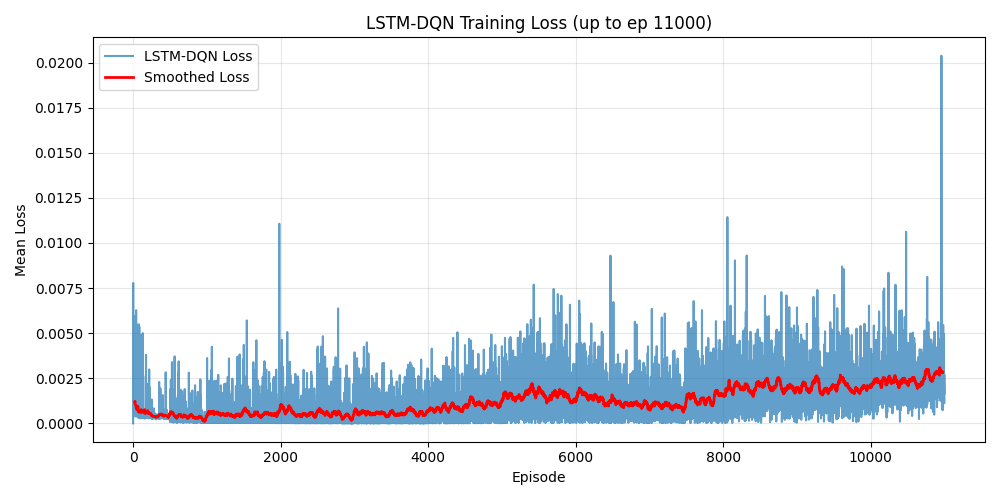 LSTM-DQN Training Loss (up to ep 11000)
LSTM-DQN Loss
Smoothed Loss
0.0200
0.0175
0.0150
0.0125
0.0100
0.0075
0.0050
0.0025
0.0000
Mean Loss
0 2000 4000 6000 8000 10000
Episode